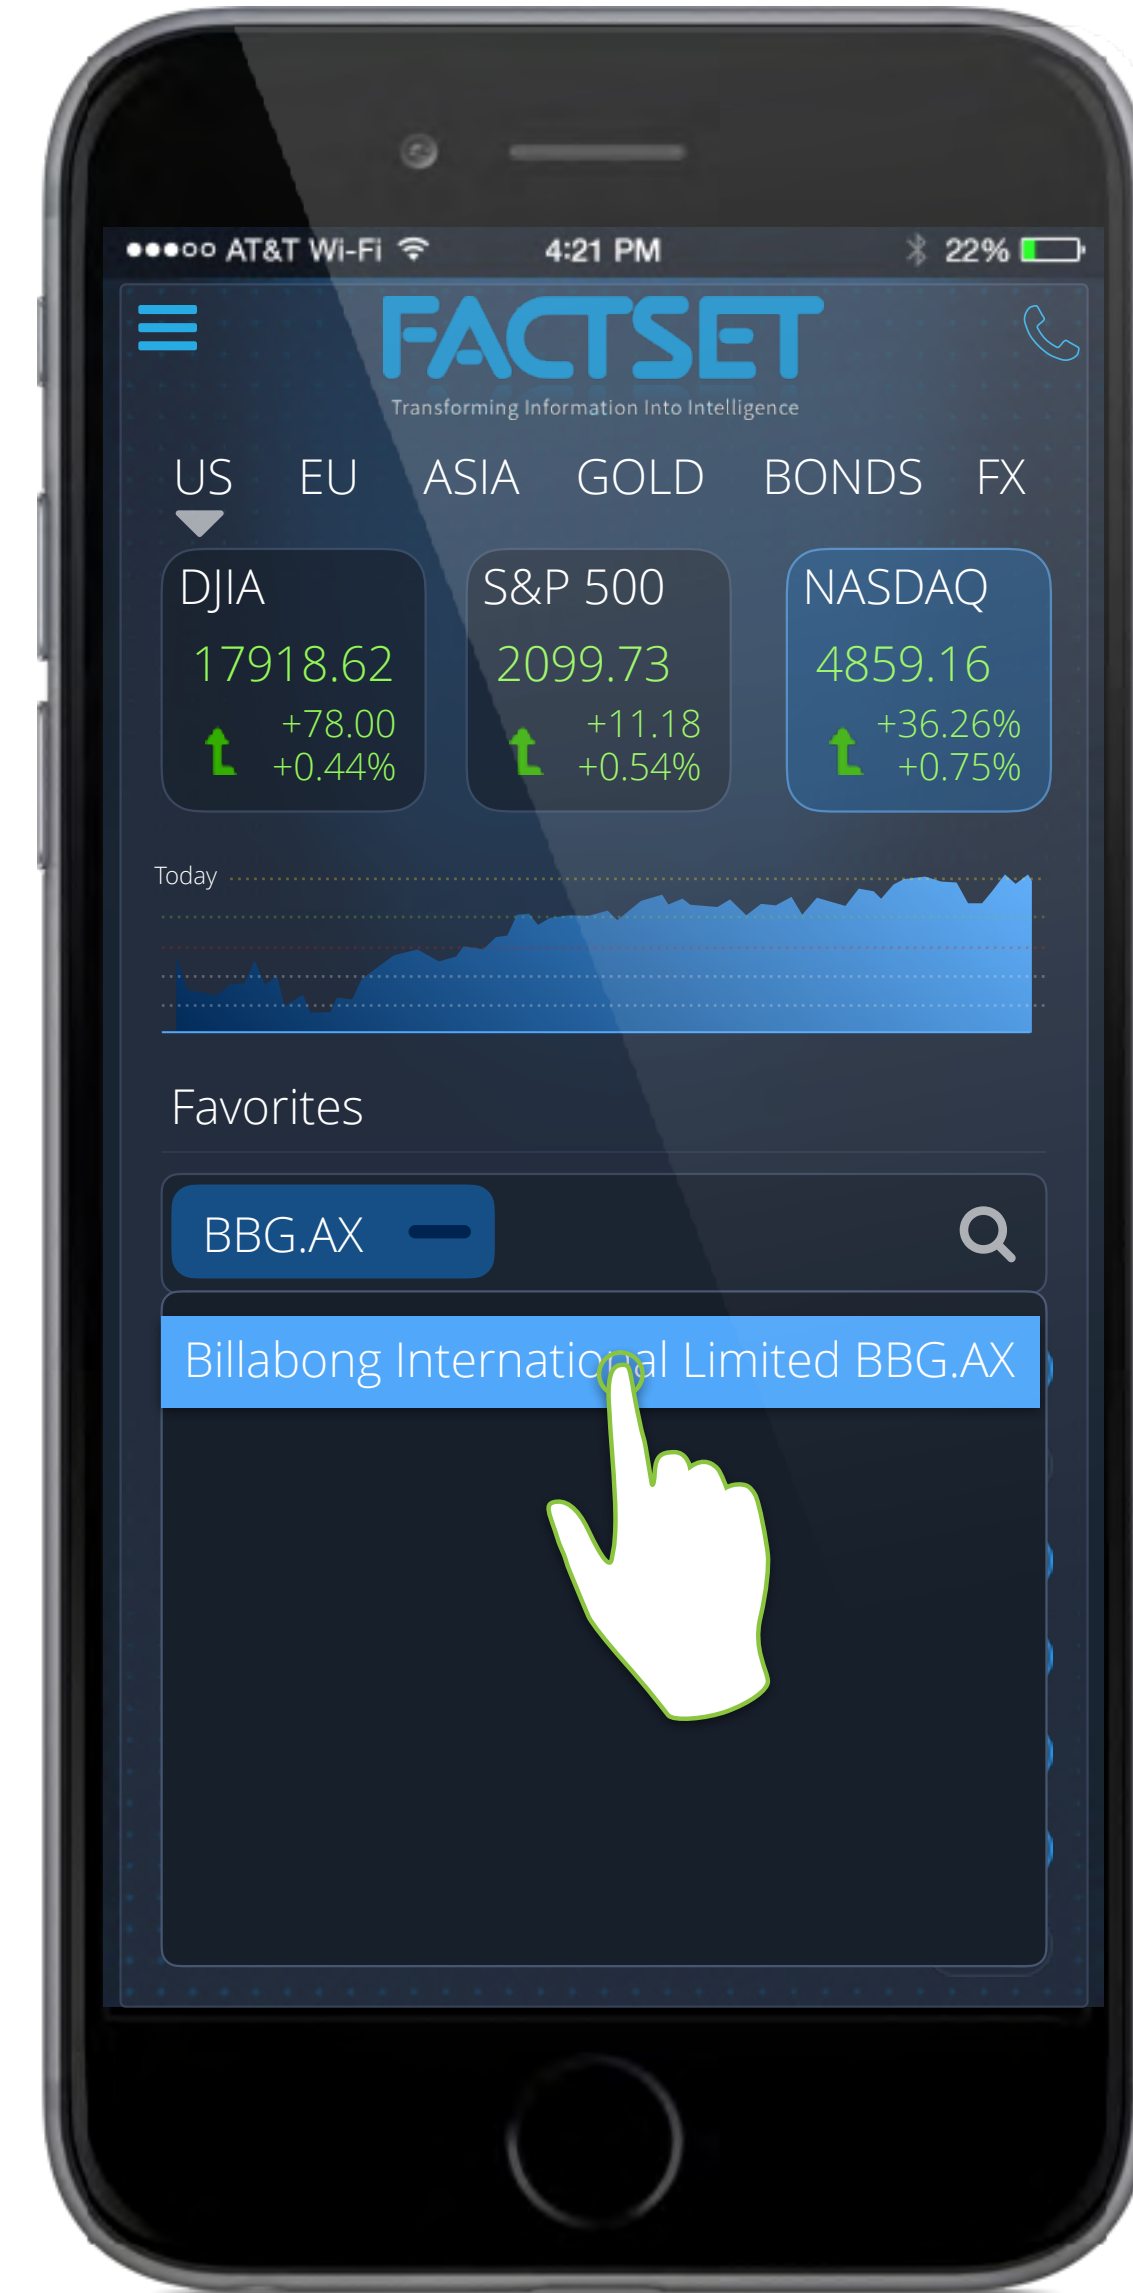 AT&T Wi-Fi 4:21 PM 22%
FACTSET
Transforming Information Into Intelligence
US EU ASIA GOLD BONDS FX
DJIA S&P 500 NASDAQ
17918.62 2099.73 4859.16
+78.00 +11.18 +36.26%
+0.44% +0.54% +0.75%
Today
Favorites
BBG.AX
Billabong International Limited BBG.AX